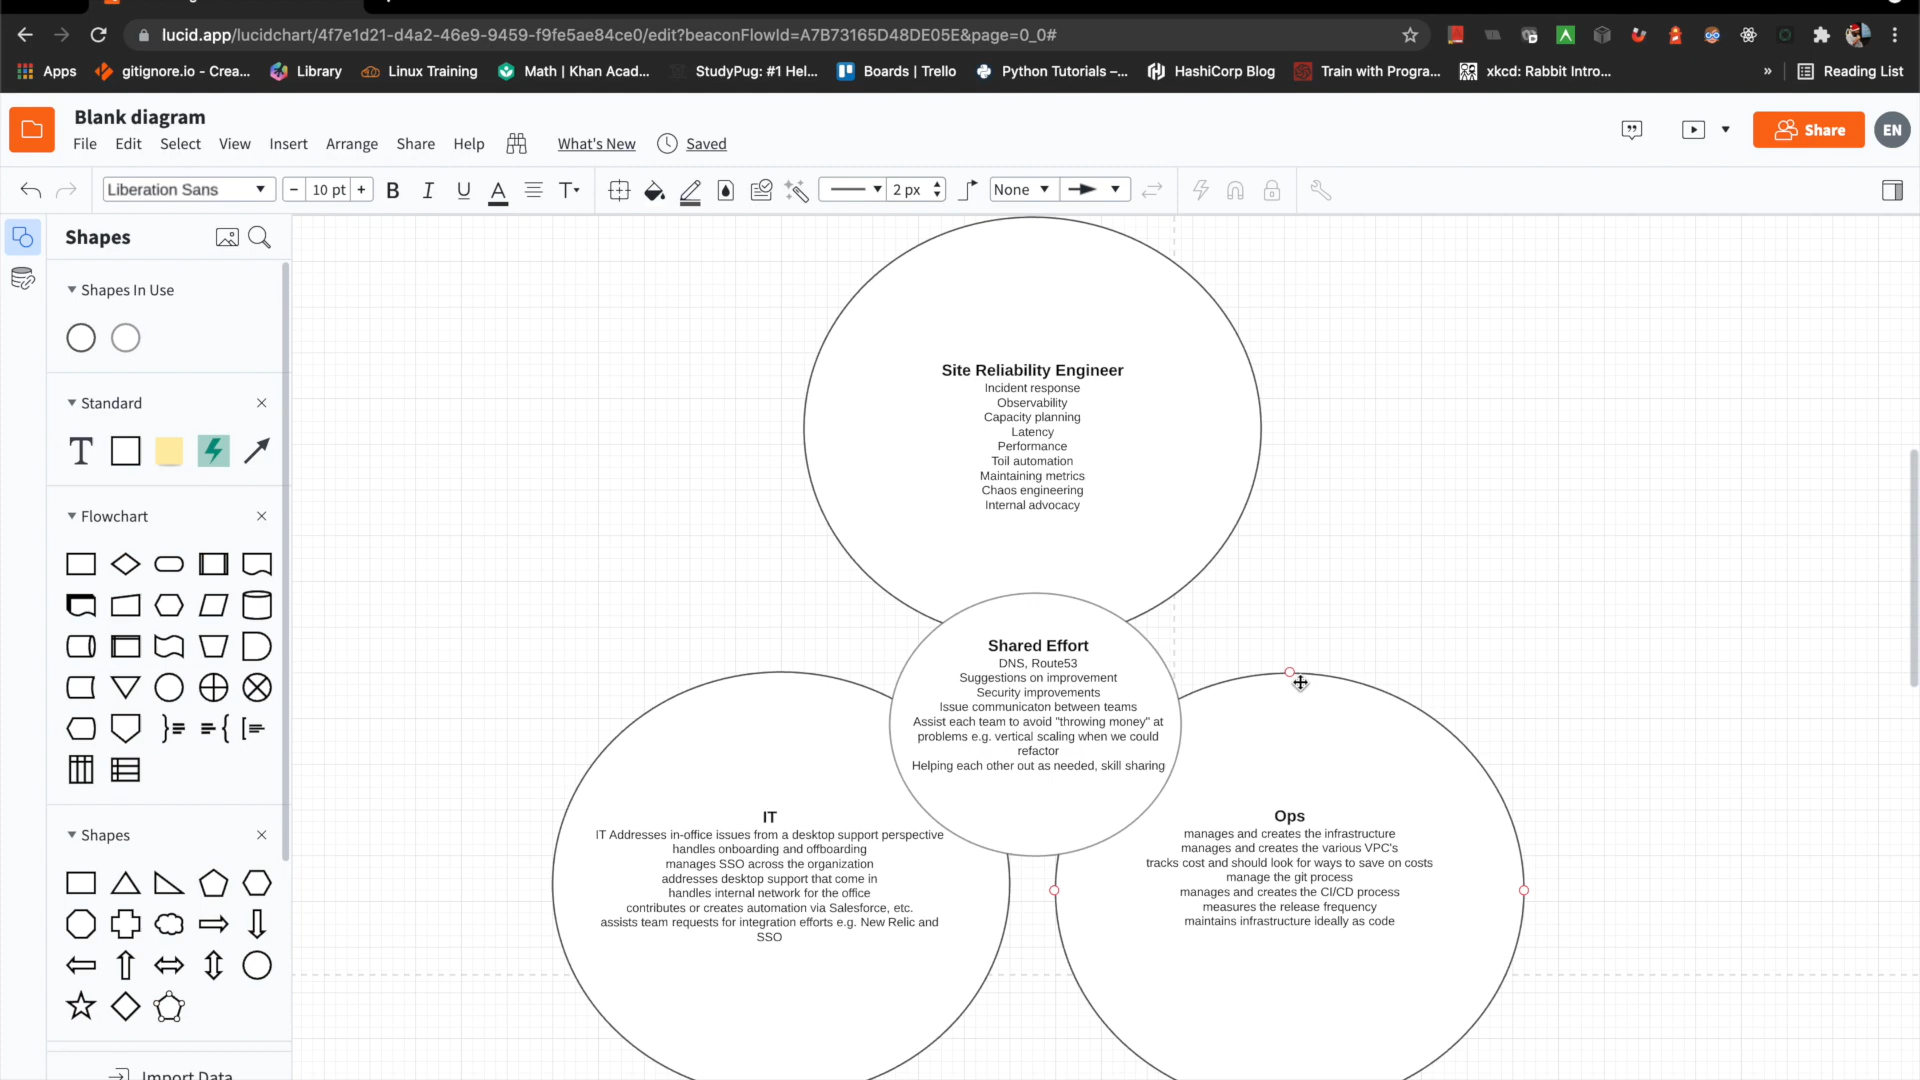 lucid.app/lucidchart/4f7e1d21-d4a2-46e9-9459-f9fe5ae84ce0/edit?beaconFlowId=A7B73165D48DE05E&page=0_0#
Apps
gitignore.io - Crea...
Library
Linux Training
Math | Khan Acad...
StudyPug: #1 Hel...
Boards | Trello
Python Tutorials –...
HashiCorp Blog
Train with Progra...
xkcd: Rabbit Intro...
»
Reading List
Blank diagram
File Edit Select View Insert Arrange Share Help What's New Saved
Share
EN
Liberation Sans
− 10 pt +
B I U A T
2 px
None
Shapes
Shapes In Use
Standard
T
Flowchart
Shapes
Import Data
Site Reliability Engineer
Incident response
Observability
Capacity planning
Latency
Performance
Toil automation
Maintaining metrics
Chaos engineering
Internal advocacy
Shared Effort
DNS, Route53
Suggestions on improvement
Security improvements
Issue communicaton between teams
Assist each team to avoid "throwing money" at
problems e.g. vertical scaling when we could
refactor
Helping each other out as needed, skill sharing
IT
IT Addresses in-office issues from a desktop support perspective
handles onboarding and offboarding
manages SSO across the organization
addresses desktop support that come in
handles internal network for the office
contributes or creates automation via Salesforce, etc.
assists team requests for integration efforts e.g. New Relic and
SSO
Ops
manages and creates the infrastructure
manages and creates the various VPC's
tracks cost and should look for ways to save on costs
manage the git process
manages and creates the CI/CD process
measures the release frequency
maintains infrastructure ideally as code